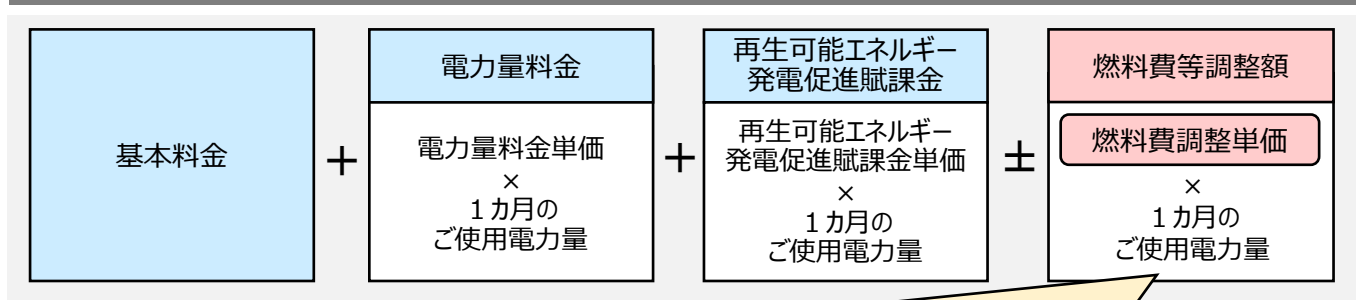 基本料金
+
電力量料金
電力量料金単価
×
1カ月の
ご使用電力量
+
再生可能エネルギー
発電促進賦課金
再生可能エネルギー
発電促進賦課金単価
×
1カ月の
ご使用電力量
±
燃料費等調整額
燃料費調整単価
×
1カ月の
ご使用電力量